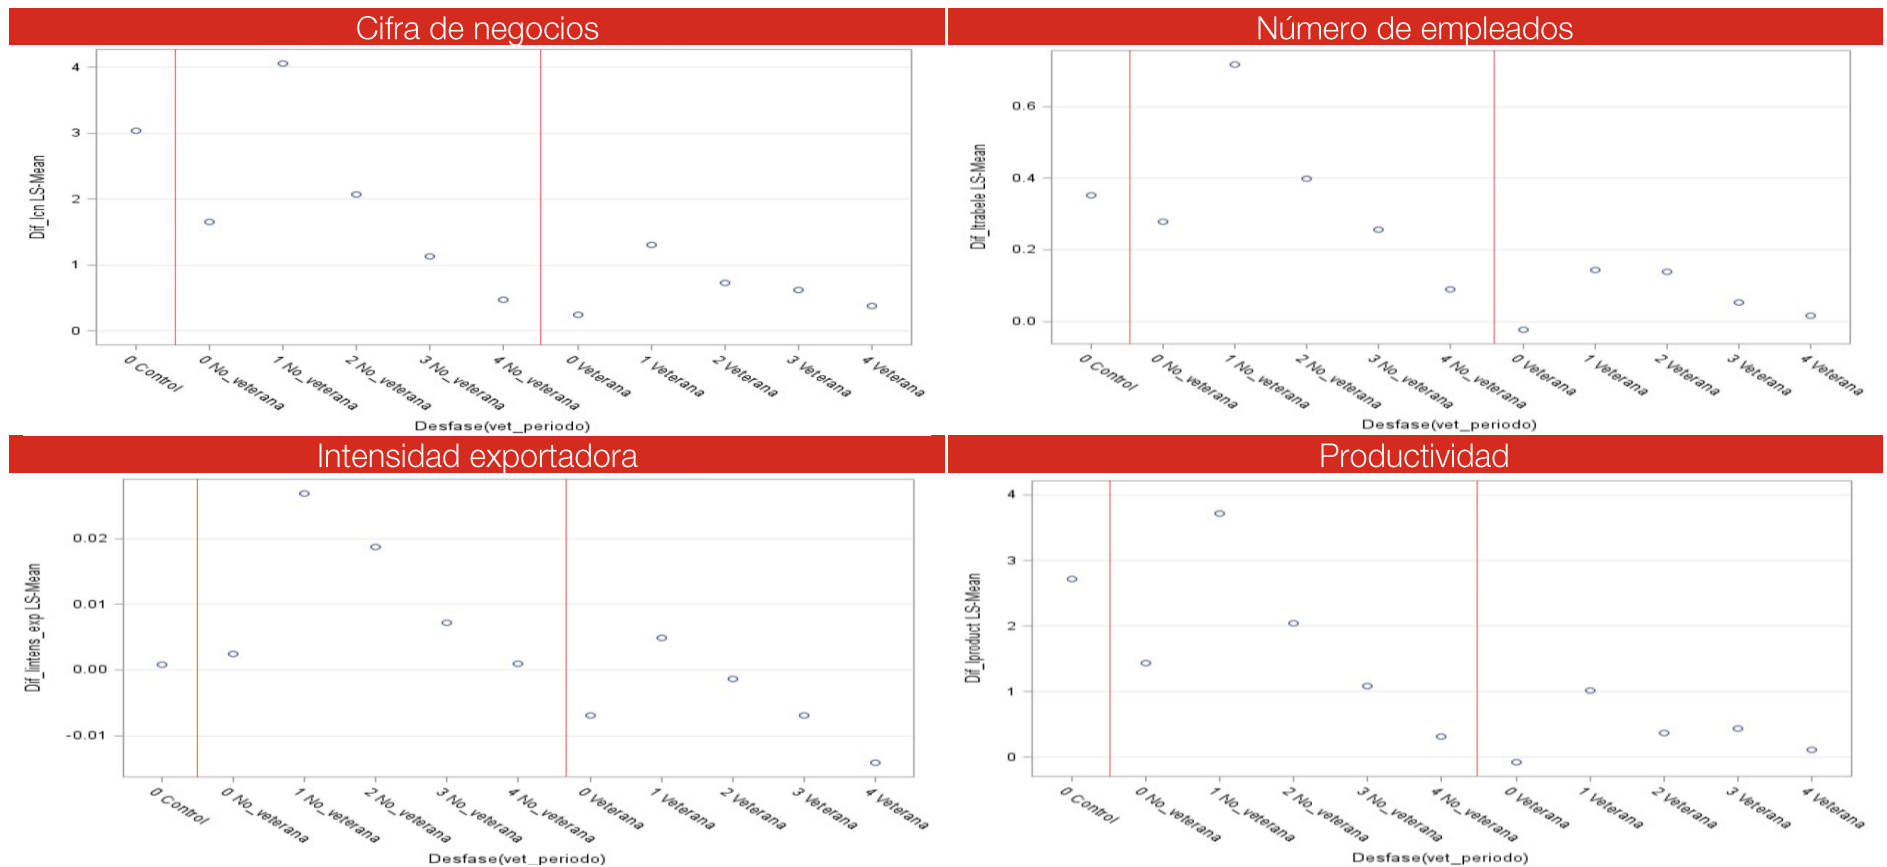 Cifra de negocios
Dif_lcn LS-Mean
4
3
2
1
0
0 Control
0 No_veterana
1 No_veterana
2 No_veterana
3 No_veterana
4 No_veterana
0 Veterana
1 Veterana
2 Veterana
3 Veterana
4 Veterana
Desfase(vet_periodo)
Número de empleados
Dif_ltrabele LS-Mean
0.6
0.4
0.2
0.0
0 Control
0 No_veterana
1 No_veterana
2 No_veterana
3 No_veterana
4 No_veterana
0 Veterana
1 Veterana
2 Veterana
3 Veterana
4 Veterana
Desfase(vet_periodo)
Intensidad exportadora
Dif_lintens_exp LS-Mean
0.02
0.01
0.00
-0.01
0 Control
0 No_veterana
1 No_veterana
2 No_veterana
3 No_veterana
4 No_veterana
0 Veterana
1 Veterana
2 Veterana
3 Veterana
4 Veterana
Desfase(vet_periodo)
Productividad
Dif_lproduct LS-Mean
4
3
2
1
0
0 Control
0 No_veterana
1 No_veterana
2 No_veterana
3 No_veterana
4 No_veterana
0 Veterana
1 Veterana
2 Veterana
3 Veterana
4 Veterana
Desfase(vet_periodo)